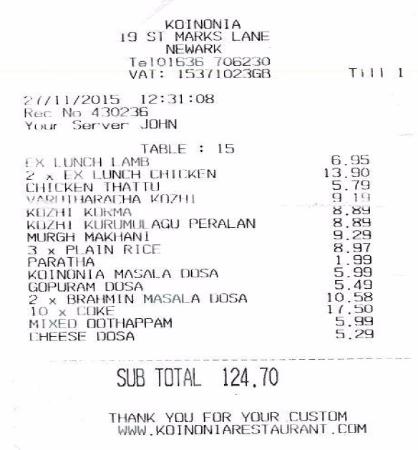 KOINONIA
19 ST MARKS LANE
NEWARK
Tel01636 706230
VAT: 153710233GB Till 1
27/11/2015 12:31:08
Rec No 430236
Your Server JOHN
TABLE : 15
EX LUNCH LAMB 6.95
2 x EX LUNCH CHICKEN 13.90
CHICKEN THATTU 5.79
VARUTHARACHA KOZHI 9.19
KOZHI KORMA 8.89
KOZHI KURUMULAGU PERALAN 8.89
MURGH MAKHANI 9.29
3 x PLAIN RICE 8.97
PARATHA 1.99
KOINONIA MASALA DOSA 5.99
GOPURAM DOSA 5.49
2 x BRAHMIN MASALA DOSA 10.58
10 x COKE 17.50
MIXED OOTHAPPAM 5.99
CHEESE DOSA 5.29
SUB TOTAL 124.70
THANK YOU FOR YOUR CUSTOM
WWW.KOINONIARESTAURANT.COM